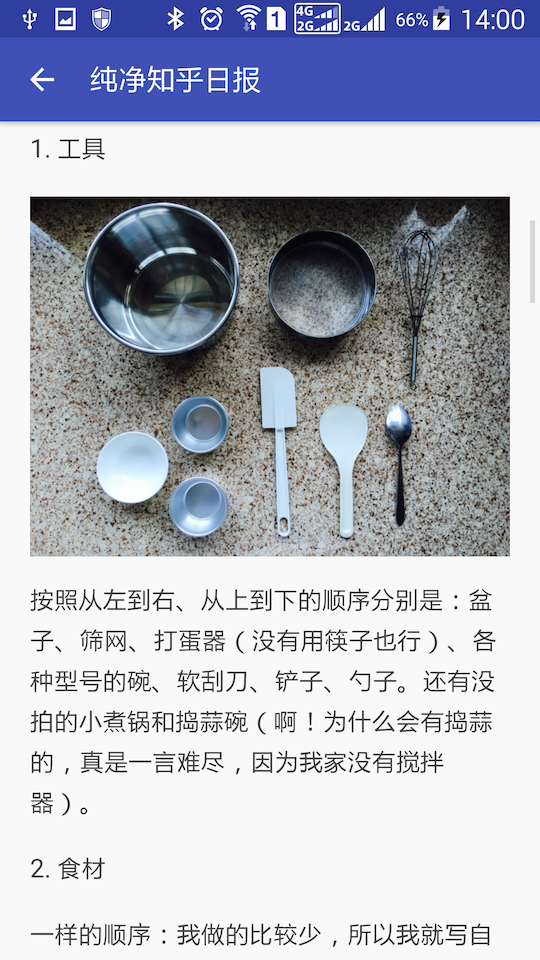 4G
2G
1
2G
66%
14:00
纯净知乎日报
1. 工具
按照从左到右、从上到下的顺序分别是：盆
子、筛网、打蛋器（没有用筷子也行）、各
种型号的碗、软刮刀、铲子、勺子。还有没
拍的小煮锅和捣蒜碗（啊！为什么会有捣蒜
的，真是一言难尽，因为我家没有搅拌
器）。
2. 食材
一样的顺序：我做的比较少，所以我就写自